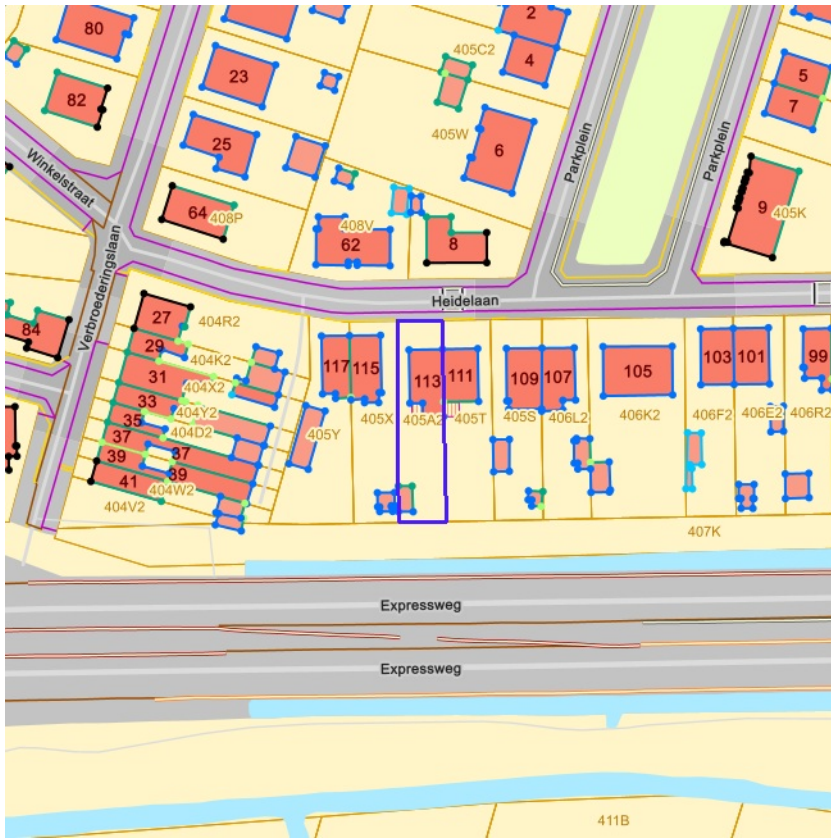 80
2
405C2
4
23
5
82
7
405W
25
6
Winkelstraat
Parkplein
Parkplein
64
408P
408V
9
405K
62
8
Verbroederingslaan
Heidelaan
27
404R2
84
29
404K2
117
115
113
111
109
107
105
103
101
99
31
404X2
33
404Y2
35
404D2
405X
405A2
405T
405S
406L2
406K2
406F2
406E2
406R2
37
405Y
39
37
41
39
404W2
404V2
407K
Expressweg
Expressweg
411B